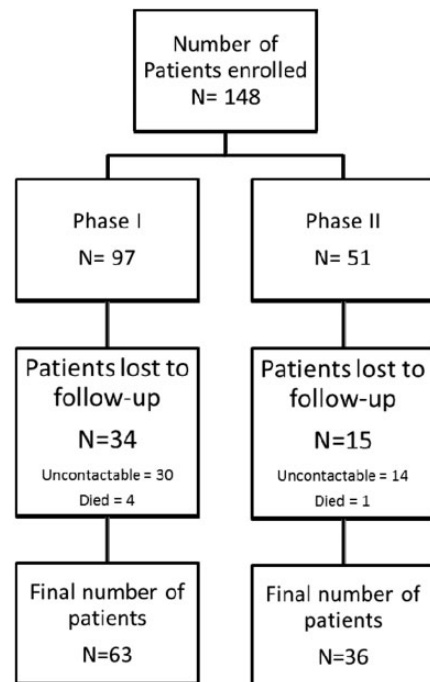 Number of
Patients enrolled
N= 148
Phase I
N= 97
Phase II
N= 51
Patients lost to
follow-up
N=34
Uncontactable = 30
Died = 4
Patients lost to
follow-up
N=15
Uncontactable = 14
Died = 1
Final number of
patients
N=63
Final number of
patients
N=36